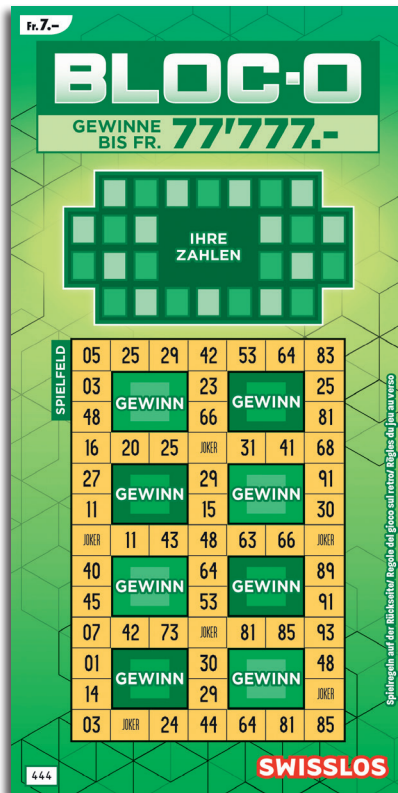 Fr. 7.–
BLOC-O
GEWINNE
BIS FR. 77'777.-
IHRE
ZAHLEN
SPIELFELD
05 25 29 42 53 64 83
03 23 25
GEWINN GEWINN
48 66 81
16 20 25 JOKER 31 41 68
27 29 91
GEWINN GEWINN
11 15 30
JOKER 11 43 48 63 66 JOKER
40 64 89
GEWINN GEWINN
45 53 91
07 42 73 JOKER 81 85 93
01 30 48
GEWINN GEWINN
14 29 JOKER
03 JOKER 24 44 64 81 85
Spielregeln auf der Rückseite/ Regole del gioco sul retro/ Règles du jeu au verso
444
SWISSLOS